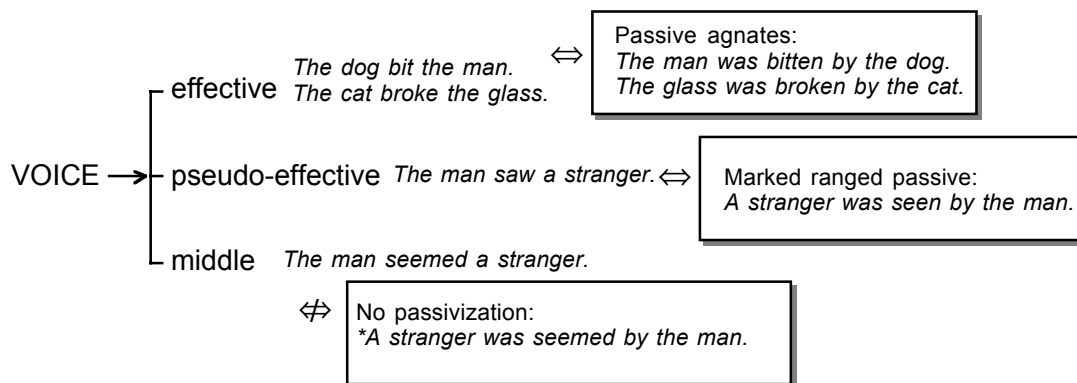 Passive agnates:
The man was bitten by the dog.
The glass was broken by the cat.
effective The dog bit the man. ⇔
The cat broke the glass.
VOICE → pseudo-effective The man saw a stranger. ⇔
Marked ranged passive:
A stranger was seen by the man.
middle The man seemed a stranger.
⇎ No passivization:
*A stranger was seemed by the man.